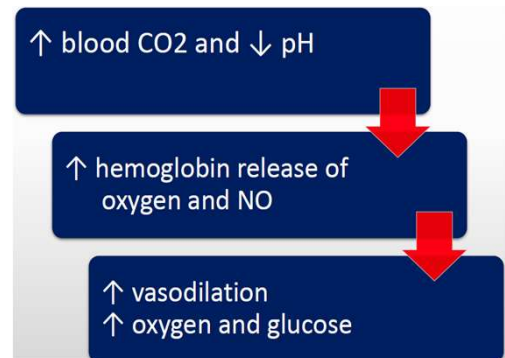 ↑ blood CO2 and ↓ pH
↑ hemoglobin release of
oxygen and NO
↑ vasodilation
↑ oxygen and glucose